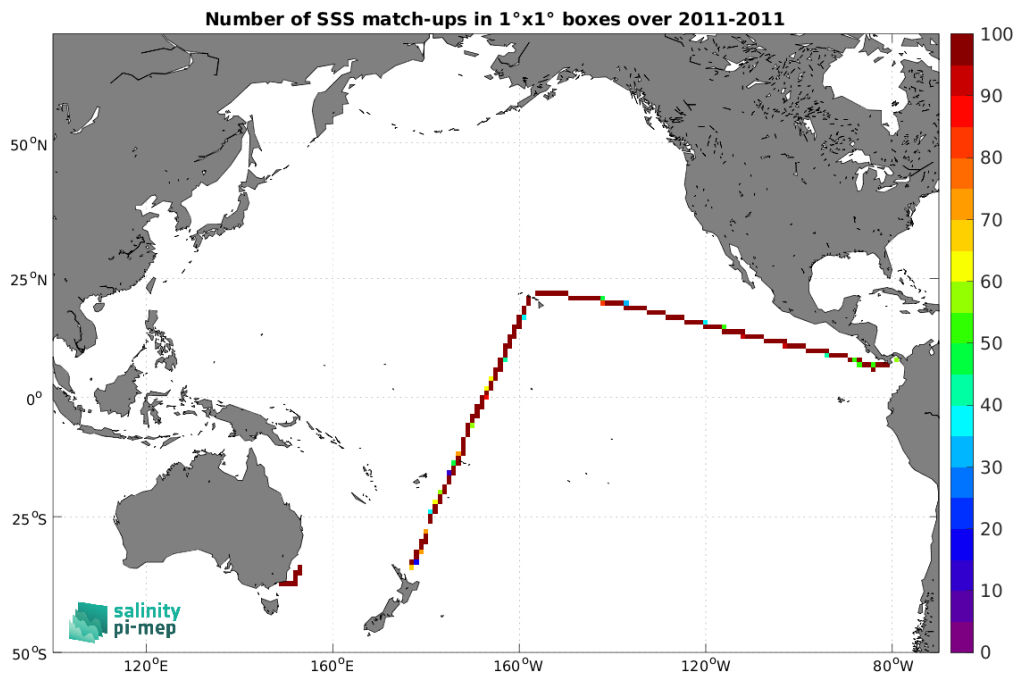 Number of SSS match-ups in 1°x1° boxes over 2011-2011
100
90
80
70
60
50
40
30
20
10
0
50°N
25°N
0°
25°S
50°S
120°E
160°E
160°W
120°W
80°W
salinity
pi-mep